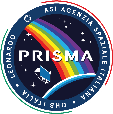 ASI AGENZIA SPAZIALE ITALIANA
PRISMA
LEONARDO
OHB ITALIA